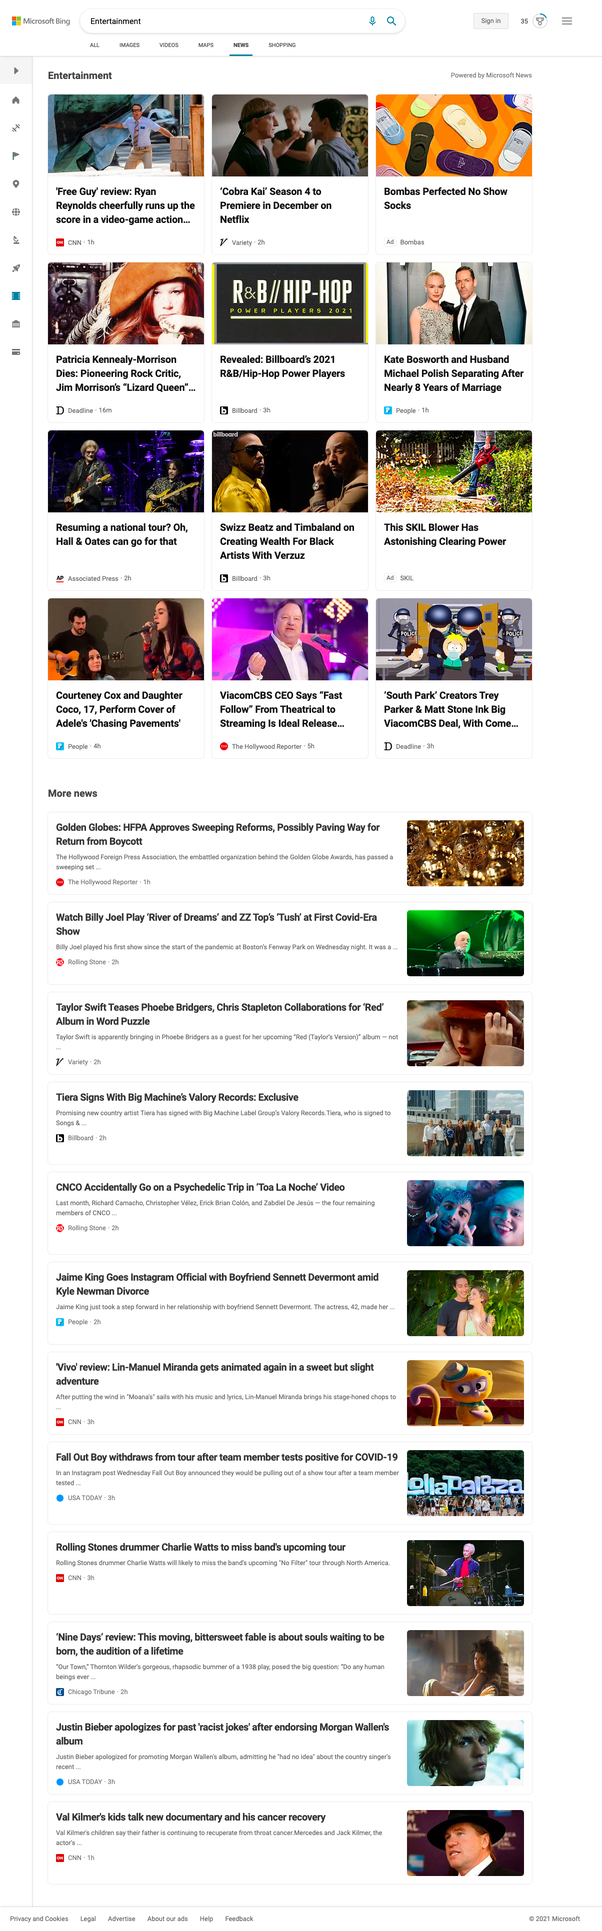 Microsoft Bing
Entertainment
Sign in
35
ALL IMAGES VIDEOS MAPS NEWS SHOPPING
Entertainment
Powered by Microsoft News
'Free Guy' review: Ryan
Reynolds cheerfully runs up the
score in a video-game action...
CNN · 1h
‘Cobra Kai’ Season 4 to
Premiere in December on
Netflix
Variety · 2h
Bombas Perfected No Show
Socks
Ad Bombas
R&B//HIP-HOP
POWER PLAYERS 2021
Patricia Kennealy-Morrison
Dies: Pioneering Rock Critic,
Jim Morrison’s “Lizard Queen”...
Deadline · 16m
Revealed: Billboard’s 2021
R&B/Hip-Hop Power Players
Billboard · 3h
Kate Bosworth and Husband
Michael Polish Separating After
Nearly 8 Years of Marriage
People · 1h
billboard
Resuming a national tour? Oh,
Hall & Oates can go for that
AP Associated Press · 2h
Swizz Beatz and Timbaland on
Creating Wealth For Black
Artists With Verzuz
Billboard · 3h
This SKIL Blower Has
Astonishing Clearing Power
Ad SKIL
POLICE
POLICE
Courteney Cox and Daughter
Coco, 17, Perform Cover of
Adele's 'Chasing Pavements'
People · 4h
ViacomCBS CEO Says “Fast
Follow” From Theatrical to
Streaming Is Ideal Release...
The Hollywood Reporter · 5h
‘South Park’ Creators Trey
Parker & Matt Stone Ink Big
ViacomCBS Deal, With Come...
Deadline · 3h
More news
Golden Globes: HFPA Approves Sweeping Reforms, Possibly Paving Way for
Return from Boycott
The Hollywood Foreign Press Association, the embattled organization behind the Golden Globe Awards, has passed a
sweeping set ...
The Hollywood Reporter · 1h
Watch Billy Joel Play ‘River of Dreams’ and ZZ Top’s ‘Tush’ at First Covid-Era
Show
Billy Joel played his first show since the start of the pandemic at Boston's Fenway Park on Wednesday night. It was a ...
Rolling Stone · 2h
Taylor Swift Teases Phoebe Bridgers, Chris Stapleton Collaborations for ‘Red’
Album in Word Puzzle
Taylor Swift is apparently bringing in Phoebe Bridgers as a guest for her upcoming “Red (Taylor’s Version)” album — not
...
Variety · 2h
Tiera Signs With Big Machine’s Valory Records: Exclusive
Promising new country artist Tiera has signed with Big Machine Label Group’s Valory Records.Tiera, who is signed to
Songs & ...
Billboard · 2h
CNCO Accidentally Go on a Psychedelic Trip in ‘Toa La Noche’ Video
Last month, Richard Camacho, Christopher Vélez, Erick Brian Colón, and Zabdiel De Jesús — the four remaining
members of CNCO ...
Rolling Stone · 2h
Jaime King Goes Instagram Official with Boyfriend Sennett Devermont amid
Kyle Newman Divorce
Jaime King just took a step forward in her relationship with boyfriend Sennett Devermont. The actress, 42, made her ...
People · 2h
'Vivo' review: Lin-Manuel Miranda gets animated again in a sweet but slight
adventure
After putting the wind in "Moana's" sails with his music and lyrics, Lin-Manuel Miranda brings his stage-honed chops to
...
CNN · 3h
Fall Out Boy withdraws from tour after team member tests positive for COVID-19
In an Instagram post Wednesday Fall Out Boy announced they would be pulling out of a show tour after a team member
tested ...
USA TODAY · 3h
ollapalooza
Rolling Stones drummer Charlie Watts to miss band's upcoming tour
Rolling Stones drummer Charlie Watts will likely to miss the band's upcoming "No Filter" tour through North America.
CNN · 3h
‘Nine Days’ review: This moving, bittersweet fable is about souls waiting to be
born, the audition of a lifetime
“Our Town,” Thornton Wilder’s gorgeous, rhapsodic bummer of a 1938 play, posed the big question: “Do any human
beings ever ...
Chicago Tribune · 2h
Justin Bieber apologizes for past 'racist jokes' after endorsing Morgan Wallen's
album
Justin Bieber apologized for promoting Morgan Wallen's album, admitting he "had no idea" about the country singer's
recent ...
USA TODAY · 3h
Val Kilmer's kids talk new documentary and his cancer recovery
Val Kilmer's children say their father is continuing to recuperate from throat cancer.Mercedes and Jack Kilmer, the
actor's ...
CNN · 1h
Privacy and Cookies Legal Advertise About our ads Help Feedback
© 2021 Microsoft